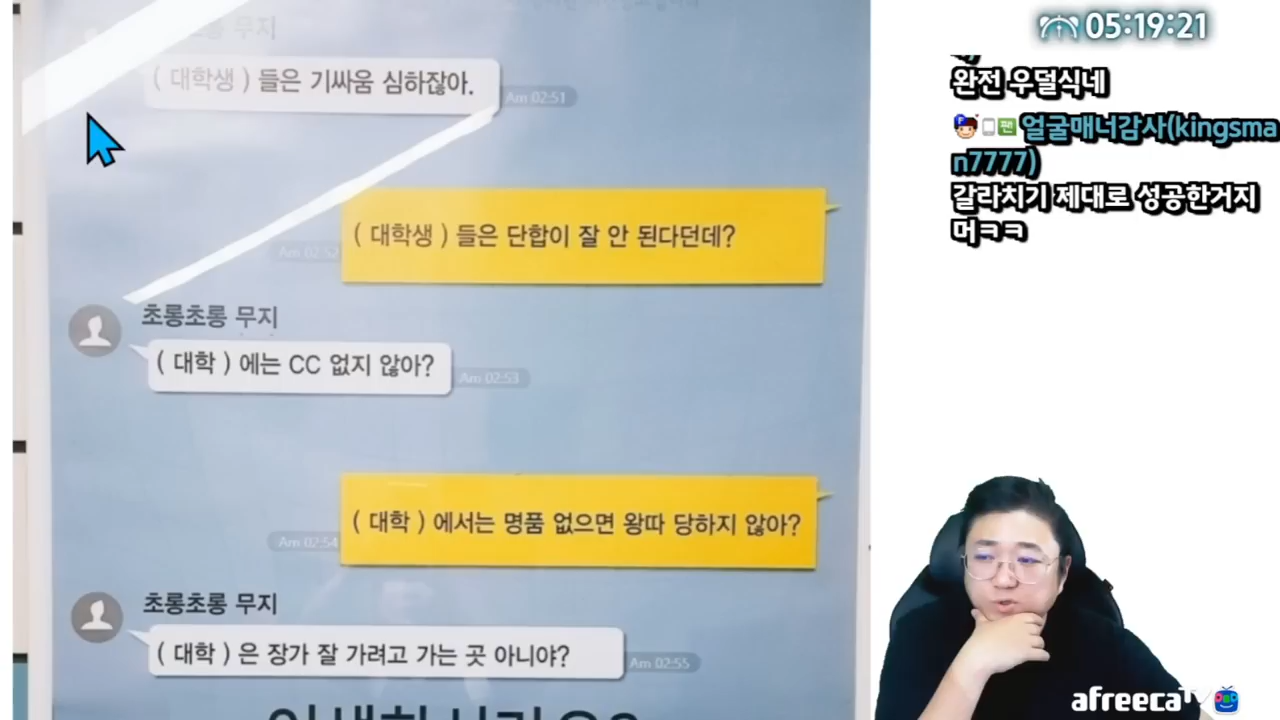 ( 대학생 ) 들은 기싸움 심하잖아.
Am 02:51
( 대학생 ) 들은 단합이 잘 안 된다던데?
Am 02:52
초롱초롱 무지
( 대학 ) 에는 CC 없지 않아?
Am 02:53
( 대학 ) 에서는 명품 없으면 왕따 당하지 않아?
Am 02:54
초롱초롱 무지
( 대학 ) 은 장가 잘 가려고 가는 곳 아니야?
Am 02:55
05:19:21
완전 우덜식네
얼굴매너감사(kingsma
n7777)
갈라치기 제대로 성공한거지
머ㅋㅋ
afreecaTV